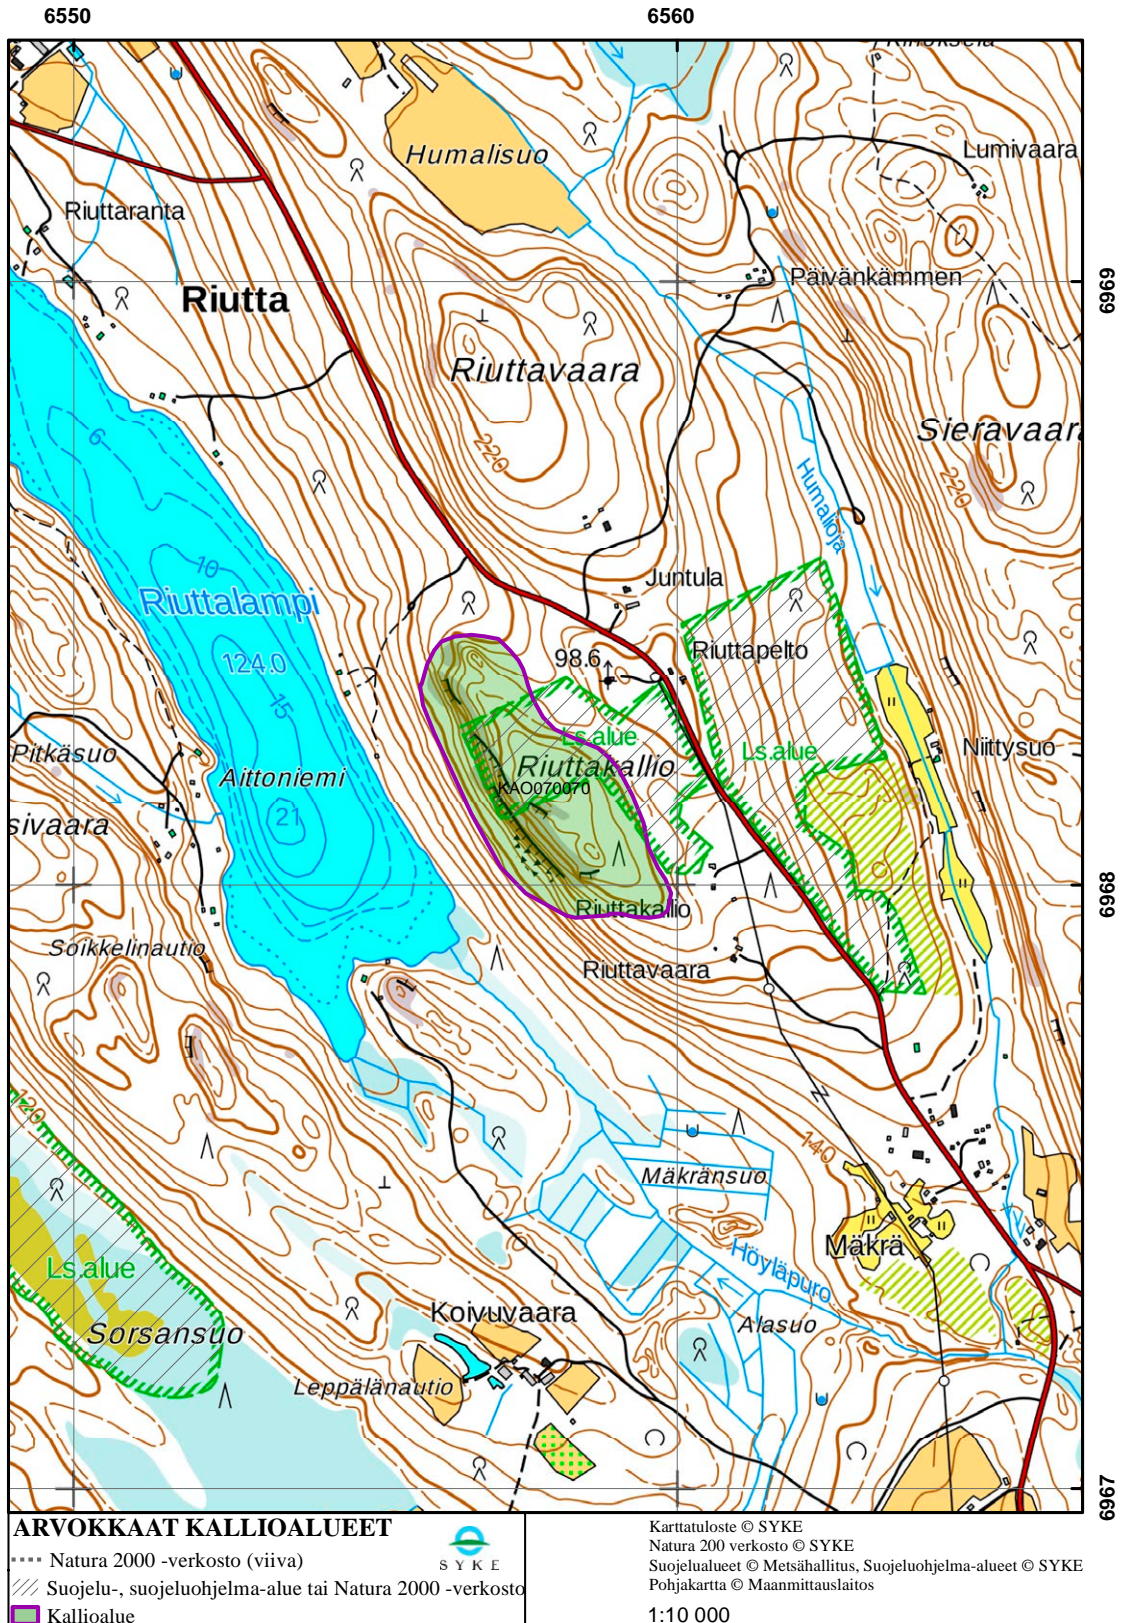 6550 6560
Kinoksela
Humalisuo
Lumivaara
Riuttaranta
Päivänkämmen
Riutta
6969
Riuttavaara
Sieravaara
220
220
6
Humalioja
10
Juntula
Riuttalampi
Riuttapelto
98.6
124.0
15
Ls.alue
Ls.alue
Niittysuo
Pitkäsuo
Aittoniemi
Riuttakallio
KAO070070
21
sivaara
6968
Riuttakallio
Soikkelinautio
Riuttavaara
120
140
Mäkränsuo
Mäkrä
Höyläpuro
Ls.alue
Koivuvaara
Alasuo
Sorsansuo
Leppälänautio
6967
ARVOKKAAT KALLIOALUEET
SYKE
Natura 2000 -verkosto (viiva)
Suojelu-, suojeluohjelma-alue tai Natura 2000 -verkosto
Kallioalue
Karttatuloste © SYKE
Natura 200 verkosto © SYKE
Suojelualueet © Metsähallitus, Suojeluohjelma-alueet © SYKE
Pohjakartta © Maanmittauslaitos
1:10 000